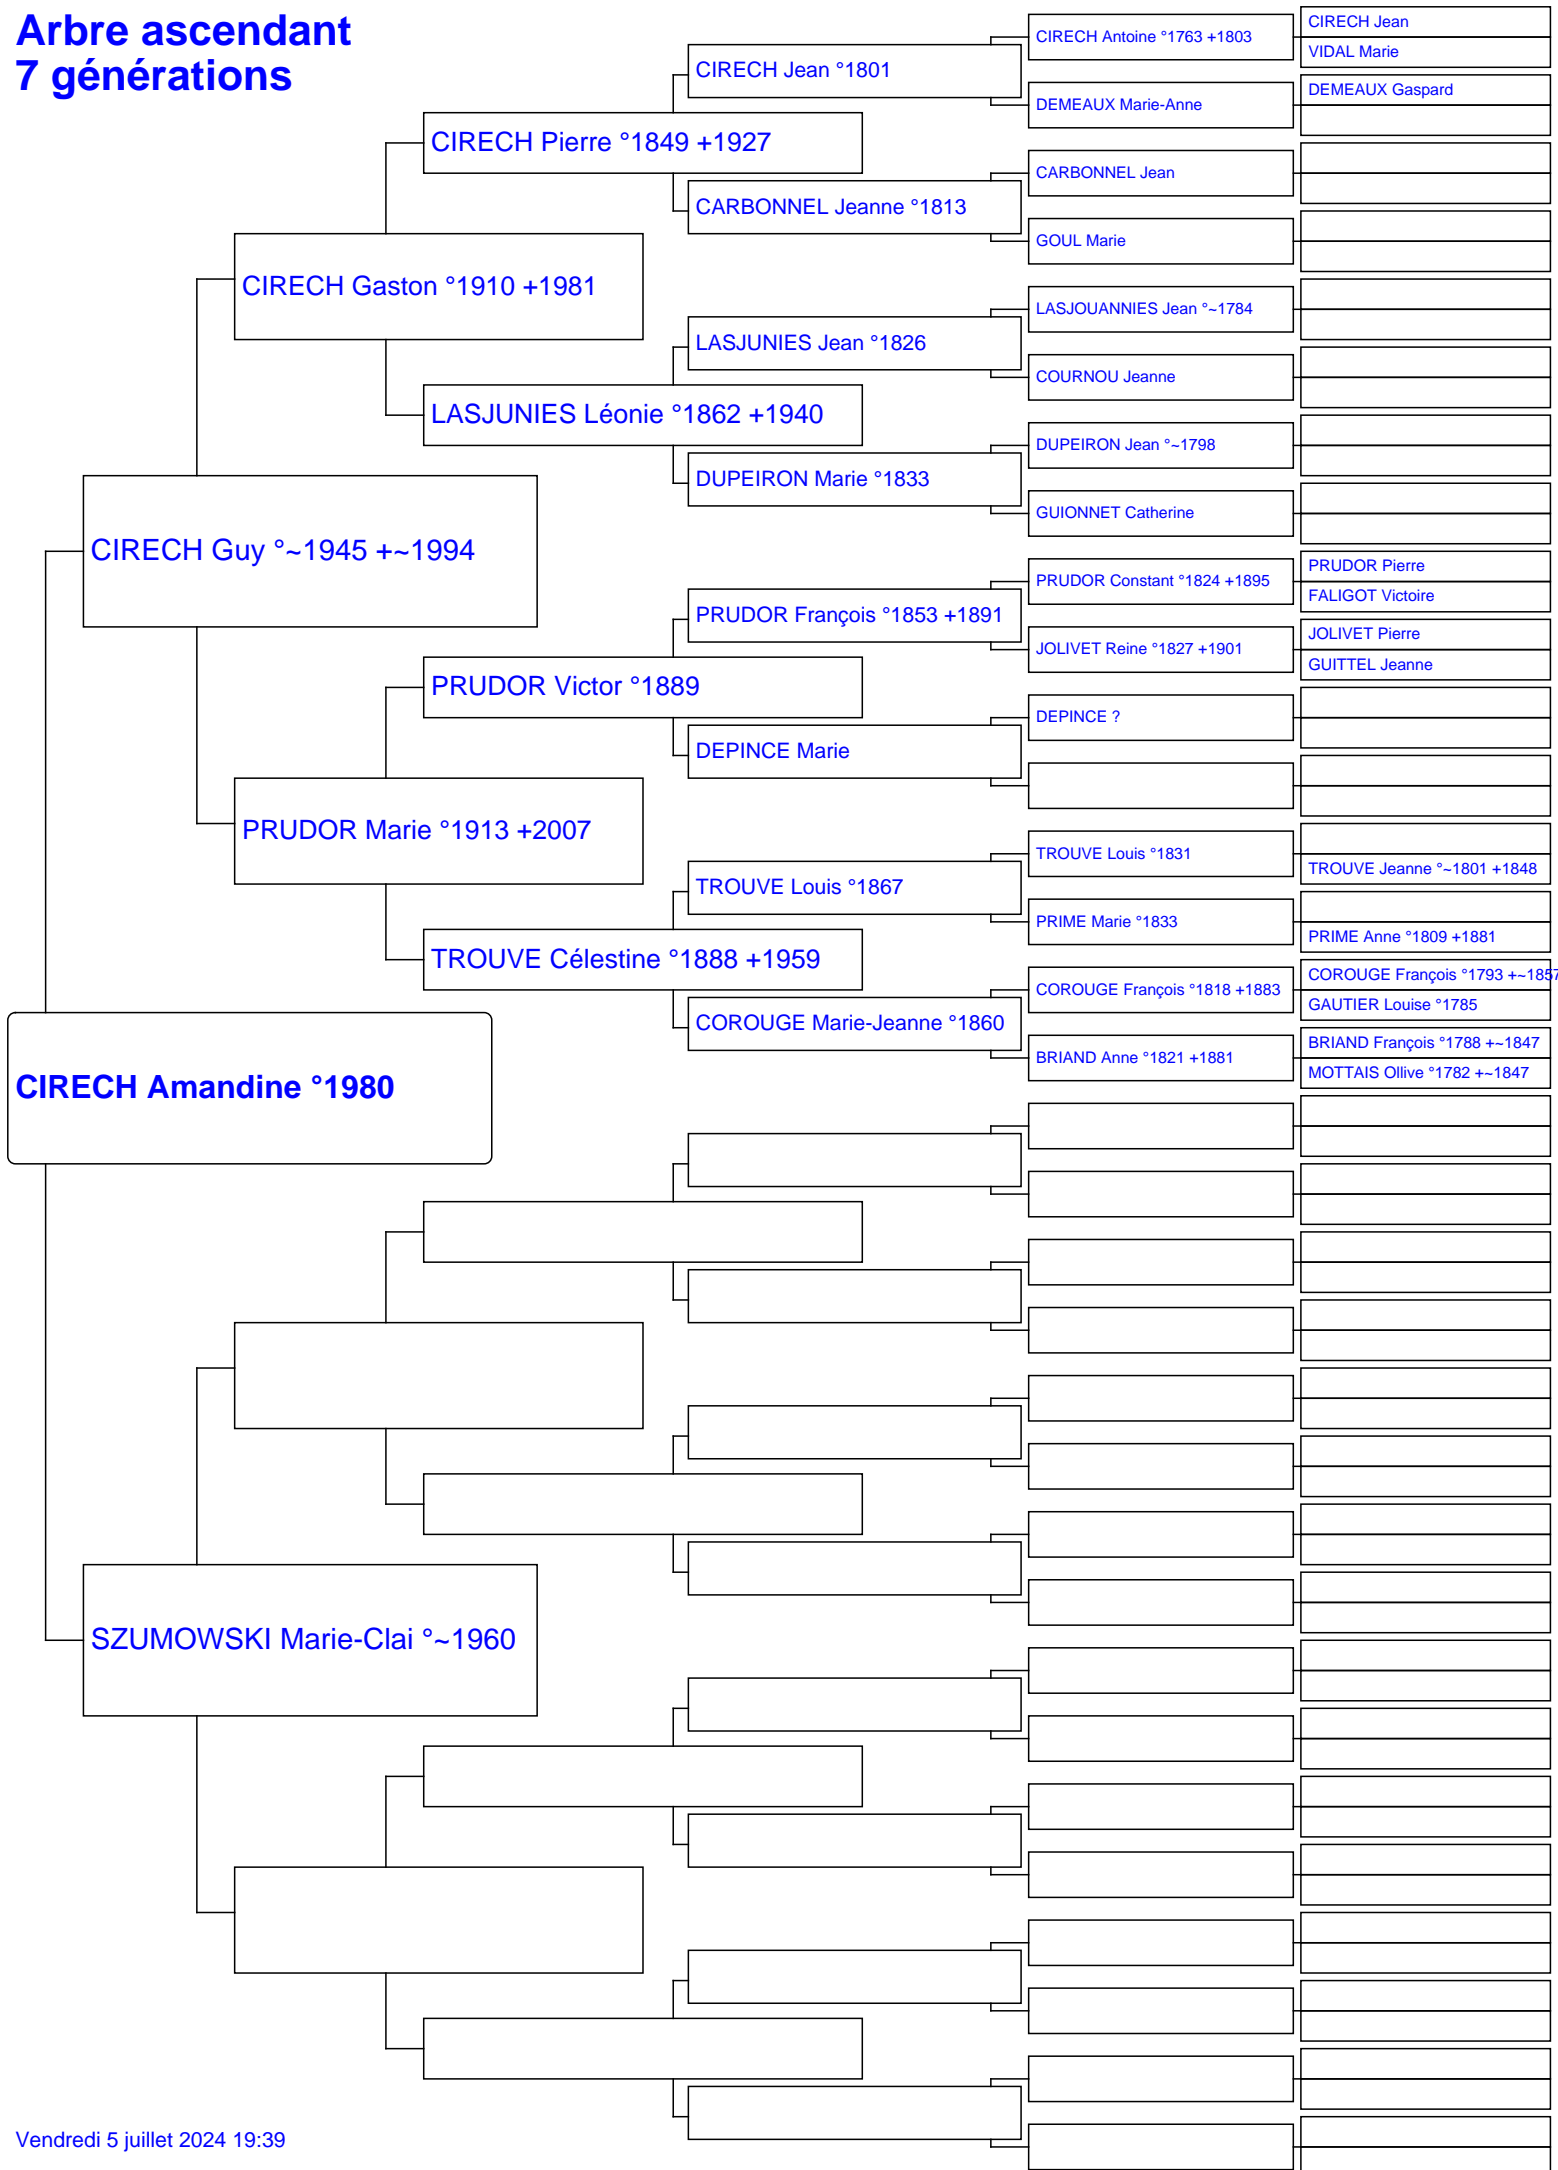 Arbre ascendant
7 générations
CIRECH Amandine °1980
CIRECH Guy °~1945 +~1994
SZUMOWSKI Marie-Clai °~1960
CIRECH Gaston °1910 +1981
PRUDOR Marie °1913 +2007
CIRECH Pierre °1849 +1927
LASJUNIES Léonie °1862 +1940
PRUDOR Victor °1889
TROUVE Célestine °1888 +1959
CIRECH Jean °1801
CARBONNEL Jeanne °1813
LASJUNIES Jean °1826
DUPEIRON Marie °1833
PRUDOR François °1853 +1891
DEPINCE Marie
TROUVE Louis °1867
COROUGE Marie-Jeanne °1860
CIRECH Antoine °1763 +1803
DEMEAUX Marie-Anne
CARBONNEL Jean
GOUL Marie
LASJOUANNIES Jean °~1784
COURNOU Jeanne
DUPEIRON Jean °~1798
GUIONNET Catherine
PRUDOR Constant °1824 +1895
JOLIVET Reine °1827 +1901
DEPINCE ?
TROUVE Louis °1831
PRIME Marie °1833
COROUGE François °1818 +1883
BRIAND Anne °1821 +1881
CIRECH Jean
VIDAL Marie
DEMEAUX Gaspard
PRUDOR Pierre
FALIGOT Victoire
JOLIVET Pierre
GUITTEL Jeanne
TROUVE Jeanne °~1801 +1848
PRIME Anne °1809 +1881
COROUGE François °1793 +~1857
GAUTIER Louise °1785
BRIAND François °1788 +~1847
MOTTAIS Ollive °1782 +~1847
Vendredi 5 juillet 2024 19:39